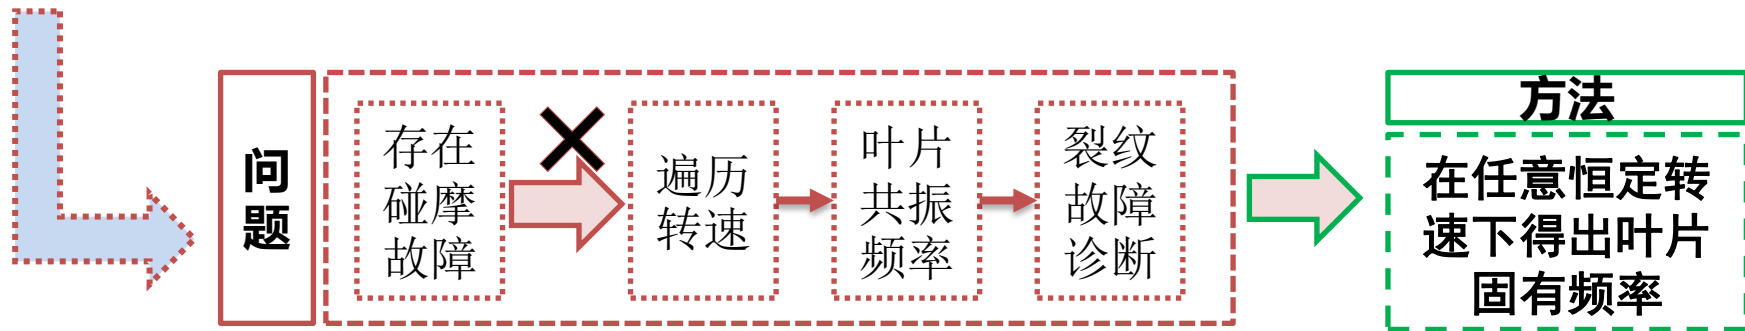 问
题
存在
碰摩
故障
遍历
转速
叶片
共振
频率
裂纹
故障
诊断
方法
在任意恒定转
速下得出叶片
固有频率